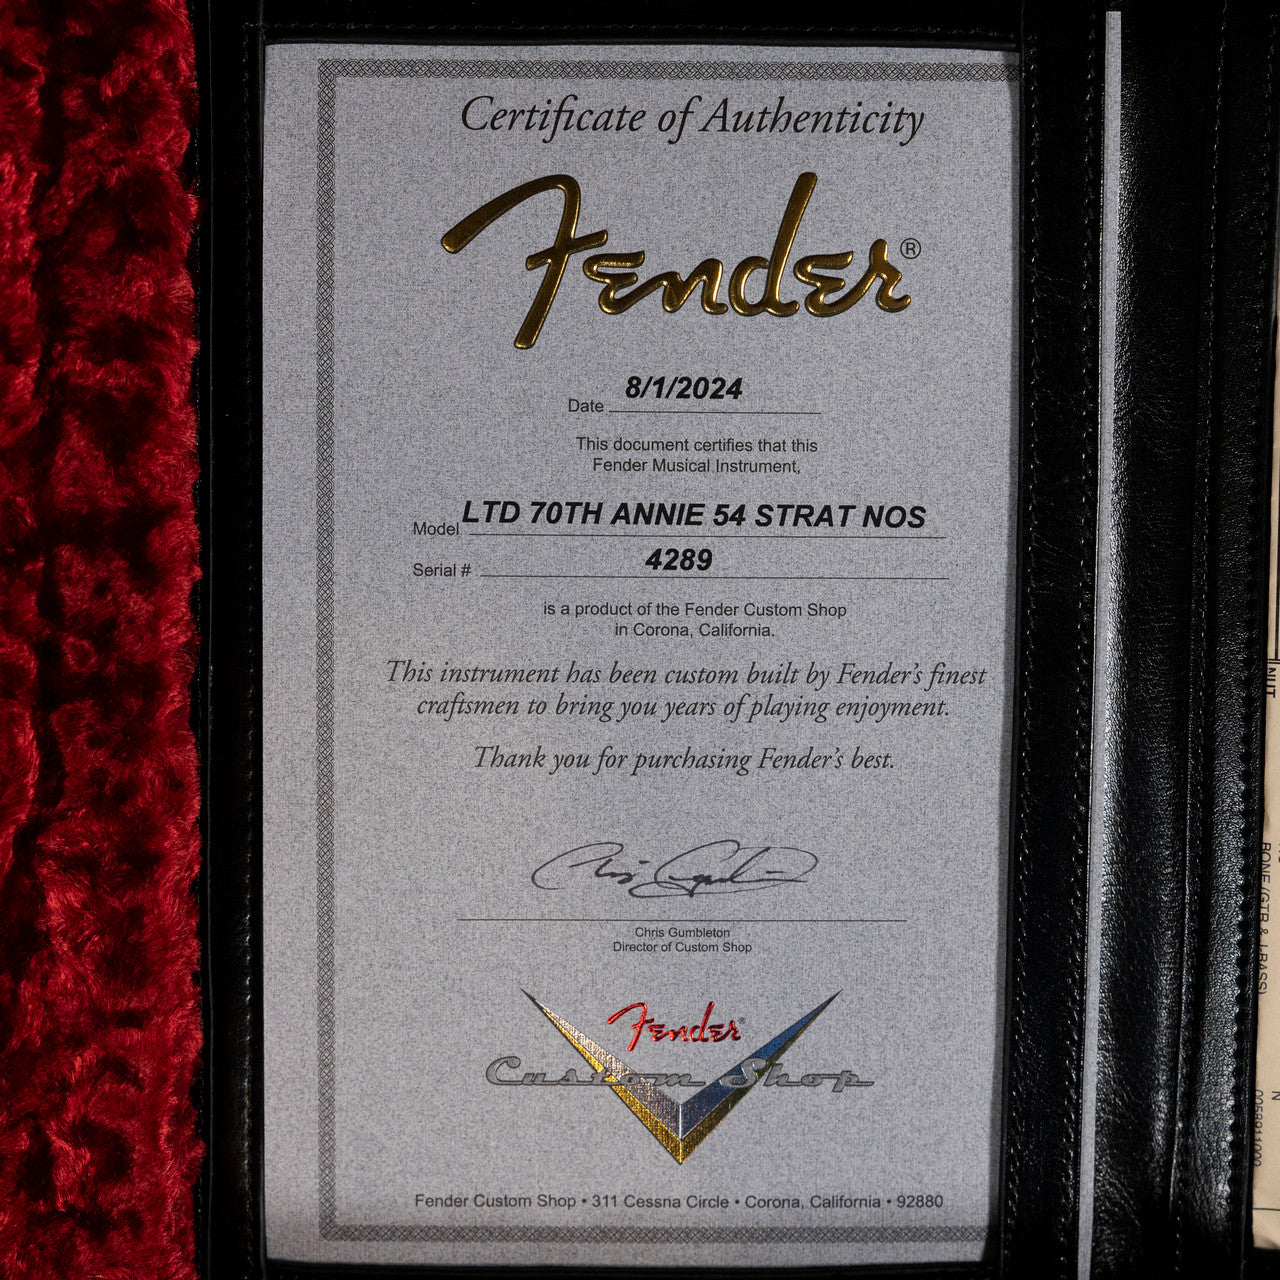 Certificate of Authenticity
Fender®
Date 8/1/2024
This document certifies that this
Fender Musical Instrument,
Model LTD 70TH ANNIE 54 STRAT NOS
Serial # 4289
is a product of the Fender Custom Shop
in Corona, California.
This instrument has been custom built by Fender's finest
craftsmen to bring you years of playing enjoyment.
Thank you for purchasing Fender's best.
Chris Gumbleton
Director of Custom Shop
Fender®
Custom Shop
Fender Custom Shop • 311 Cessna Circle • Corona, California • 92880
NUT
BONE (GTR & J BASS)
N